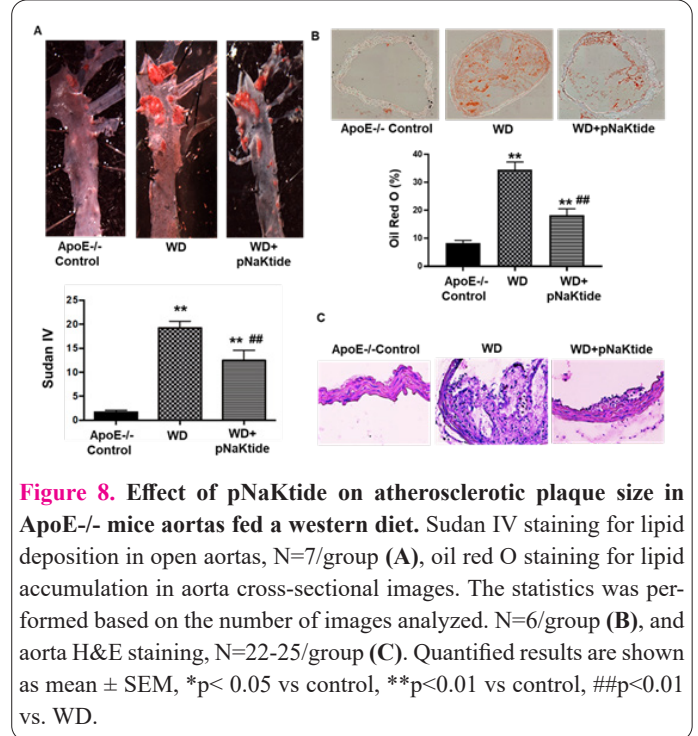 A
ApoE-/-
Control
WD
WD+
pNaKtide
Sudan IV
25
20
15
10
5
0
**
** ##
ApoE-/-
Control
WD
WD+
pNaKtide
B
ApoE-/- Control
WD
WD+pNaKtide
Oil Red O (%)
40
30
20
10
0
**
** ##
ApoE-/-
Control
WD
WD+
pNaKtide
C
ApoE-/-Control
WD
WD+pNaKtide
Figure 8. Effect of pNaKtide on atherosclerotic plaque size in
ApoE-/- mice aortas fed a western diet. Sudan IV staining for lipid
deposition in open aortas, N=7/group (A), oil red O staining for lipid
accumulation in aorta cross-sectional images. The statistics was per-
formed based on the number of images analyzed. N=6/group (B), and
aorta H&E staining, N=22-25/group (C). Quantified results are shown
as mean ± SEM, *p< 0.05 vs control, **p<0.01 vs control, ##p<0.01
vs. WD.